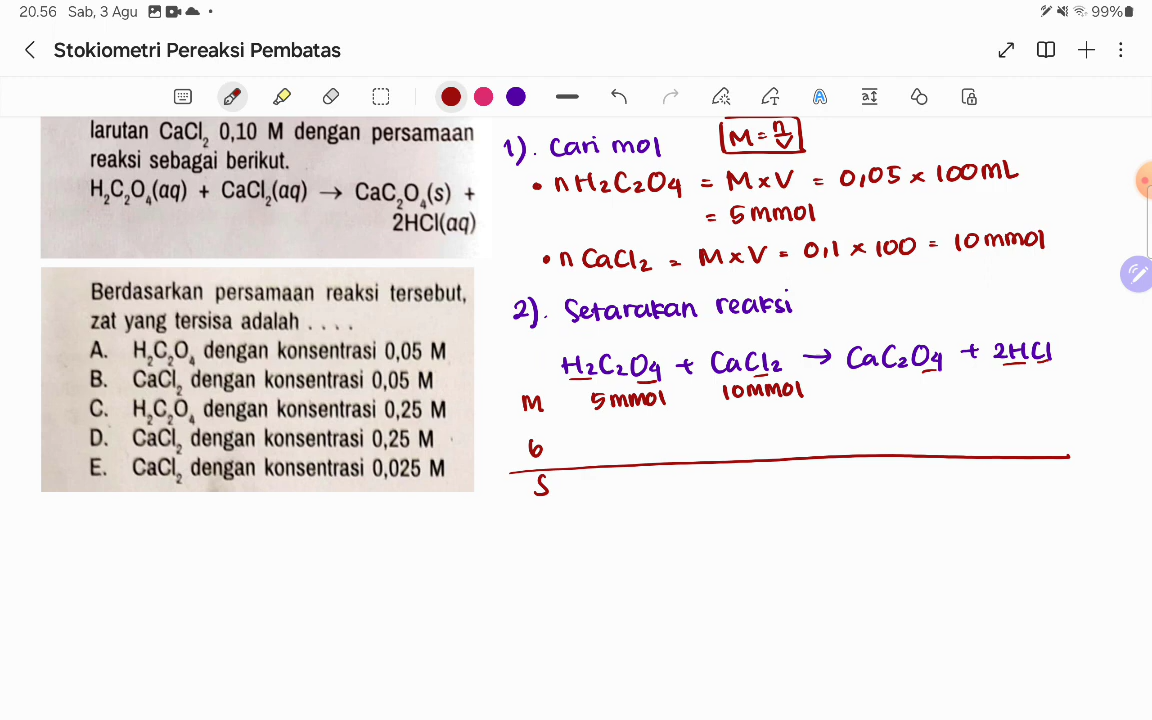 20.56 Sab, 3 Agu
99%
Stokiometri Pereaksi Pembatas
larutan CaCl₂ 0,10 M dengan persamaan
reaksi sebagai berikut.
H₂C₂O₄(aq) + CaCl₂(aq) → CaC₂O₄(s) +
2HCl(aq)
Berdasarkan persamaan reaksi tersebut,
zat yang tersisa adalah . . . .
A. H₂C₂O₄ dengan konsentrasi 0,05 M
B. CaCl₂ dengan konsentrasi 0,05 M
C. H₂C₂O₄ dengan konsentrasi 0,25 M
D. CaCl₂ dengan konsentrasi 0,25 M
E. CaCl₂ dengan konsentrasi 0,025 M
1). Cari mol
M = n/V
• n H₂C₂O₄ = M x V = 0,05 x 100mL
= 5 mmol
• n CaCl₂ = M x V = 0,1 x 100 = 10 mmol
2). Setarakan reaksi
H₂C₂O₄ + CaCl₂ → CaC₂O₄ + 2HCl
M 5 mmol 10 mmol
b
S